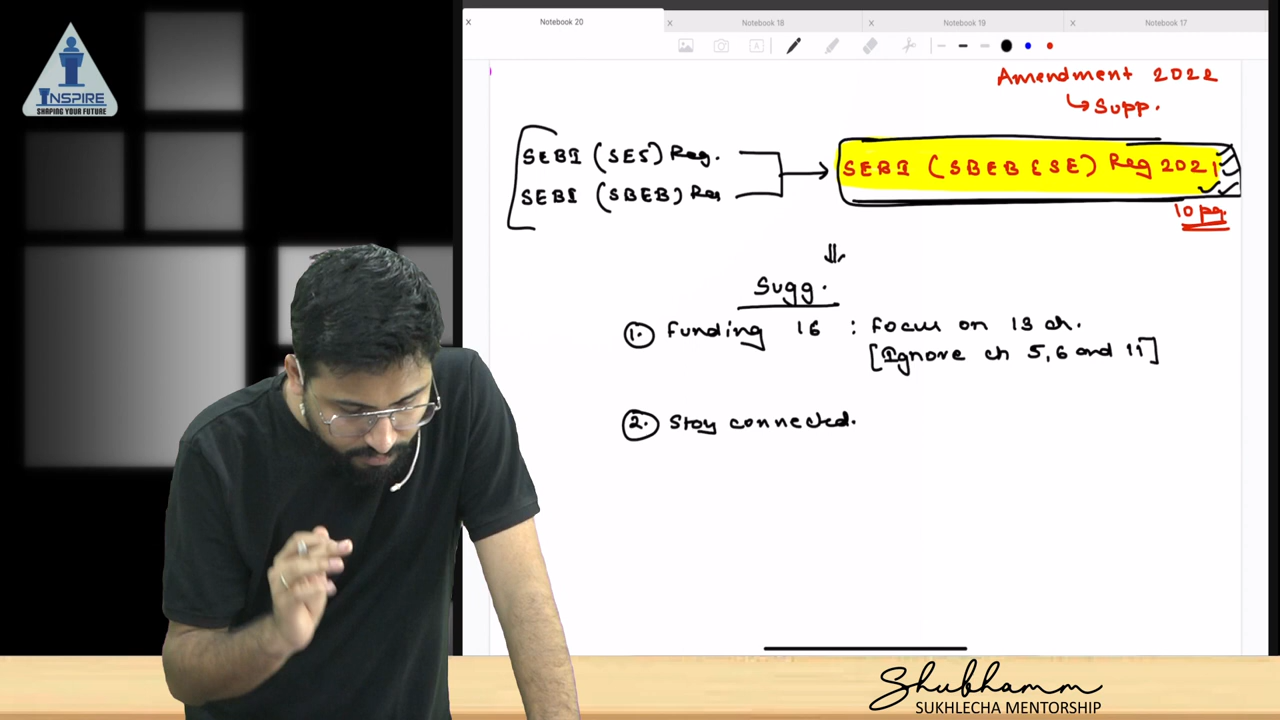 Notebook 20
Notebook 18
Notebook 19
Notebook 17
INSPIRE
SHAPING YOUR FUTURE
Amendment 2022
↳ Supp.
SEBI (SES) Reg.
SEBI (SBEB) Reg
SEBI (SBEB & SE) Reg 2021
10 pg.
Sugg.
1. Funding 16 : Focus on 13 ch.
[Ignore ch 5, 6 and 11]
2. Stay connected.
Shubhamm
SUKHLECHA MENTORSHIP